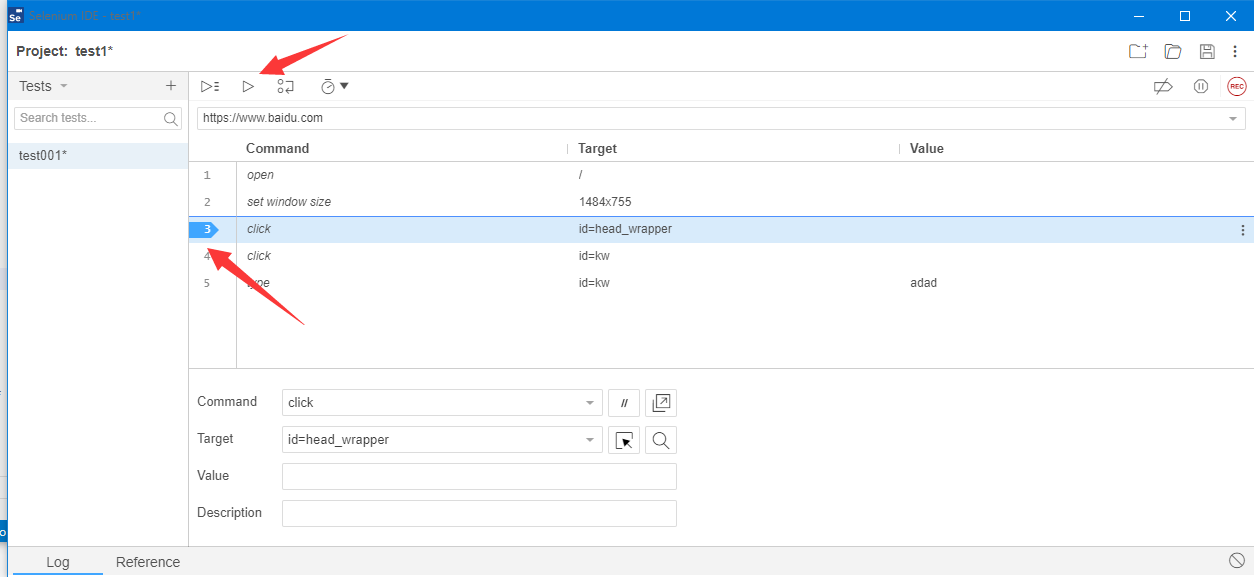 Se Selenium IDE - test1*
Project: test1*
Tests
REC
Search tests...
https://www.baidu.com
test001*
Command Target Value
1 open /
2 set window size 1484x755
3 click id=head_wrapper
4 click id=kw
5 type id=kw adad
Command click //
Target id=head_wrapper
Value
Description
Log Reference